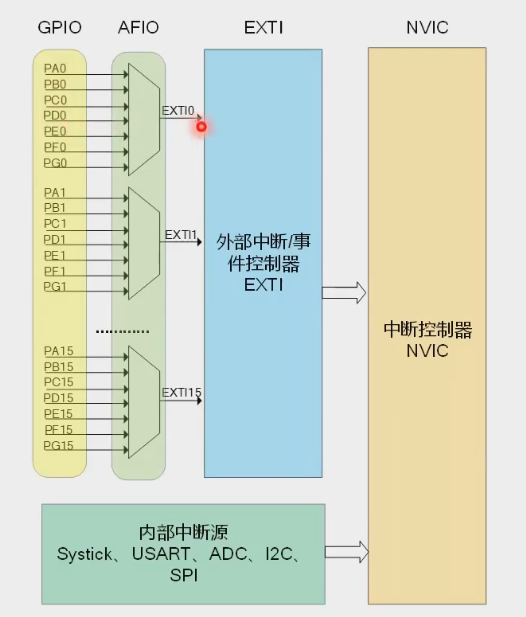 GPIO
AFIO
EXTI
NVIC
PA0
PB0
PC0
PD0
PE0
PF0
PG0
EXTI0
PA1
PB1
PC1
PD1
PE1
PF1
PG1
EXTI1
…………
PA15
PB15
PC15
PD15
PE15
PF15
PG15
EXTI15
外部中断/事
件控制器
EXTI
中断控制器
NVIC
内部中断源
Systick、USART、ADC、I2C、
SPI